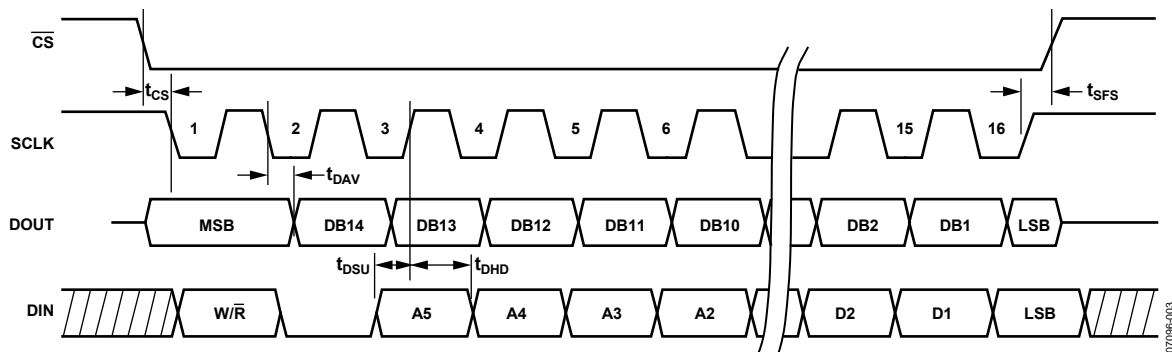 CS
tCS
tSFS
SCLK
1 2 3 4 5 6 15 16
tDAV
DOUT
MSB DB14 DB13 DB12 DB11 DB10 DB2 DB1 LSB
tDSU tDHD
DIN
W/R A5 A4 A3 A2 D2 D1 LSB
07096-003